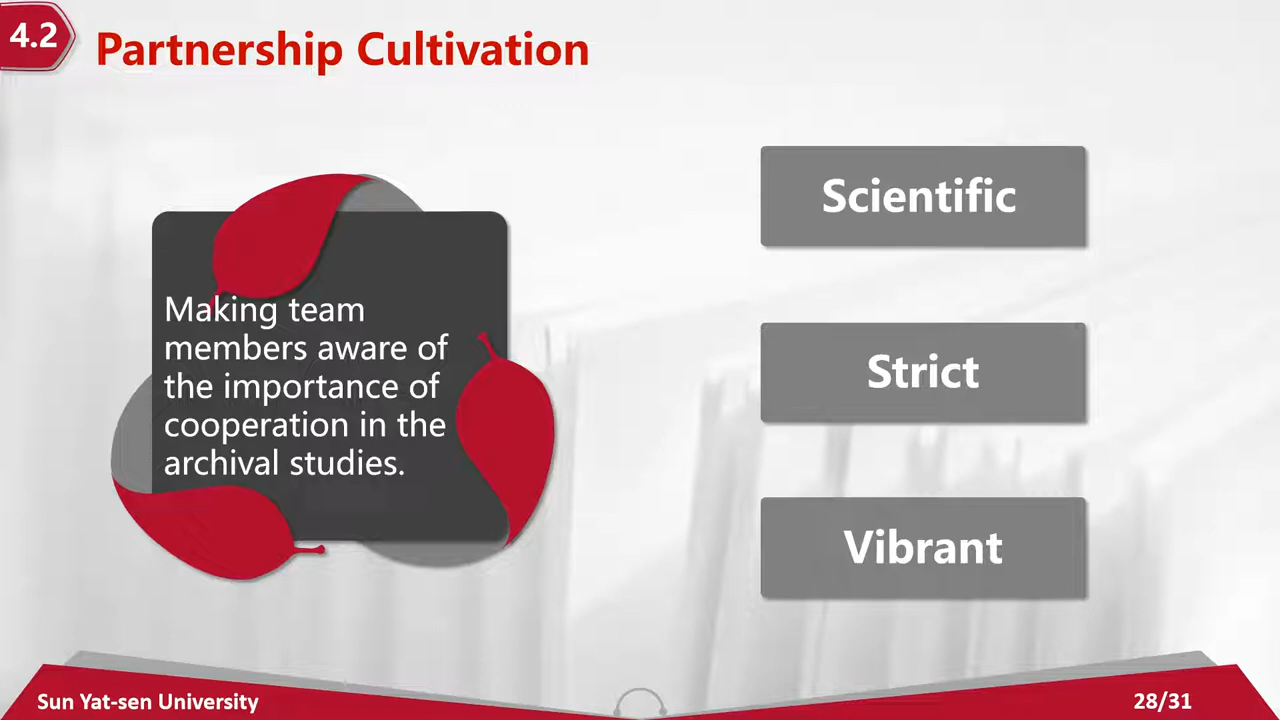 4.2
Partnership Cultivation
Making team
members aware of
the importance of
cooperation in the
archival studies.
Scientific
Strict
Vibrant
Sun Yat-sen University
28/31